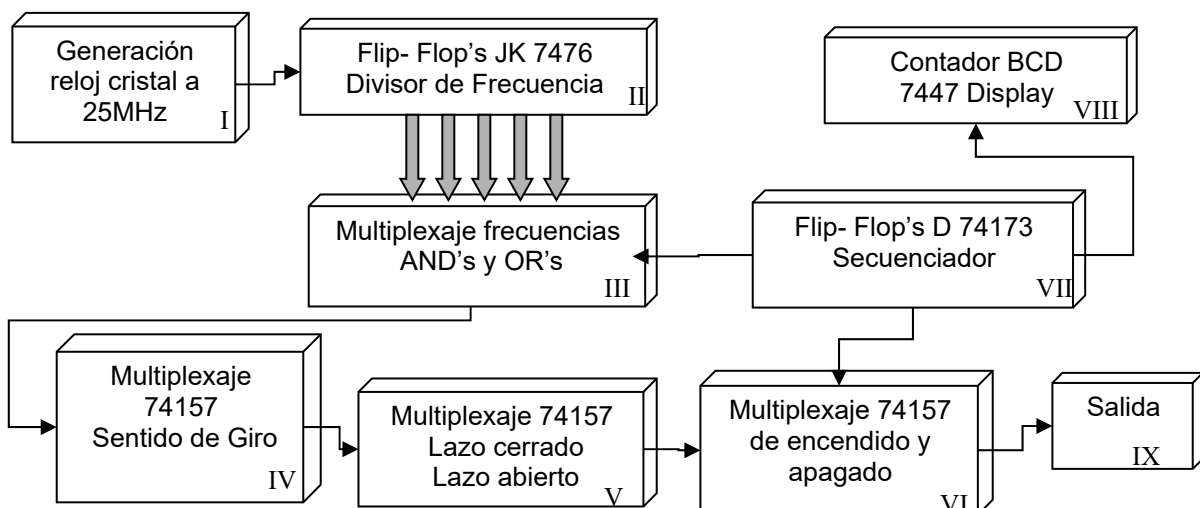 Generación
reloj cristal a
25MHz
I
Flip- Flop's JK 7476
Divisor de Frecuencia
II
Contador BCD
7447 Display
VIII
Multiplexaje frecuencias
AND's y OR's
III
Flip- Flop's D 74173
Secuenciador
VII
Multiplexaje
74157
Sentido de Giro
IV
Multiplexaje 74157
Lazo cerrado
Lazo abierto
V
Multiplexaje 74157
de encendido y
apagado
VI
Salida
IX